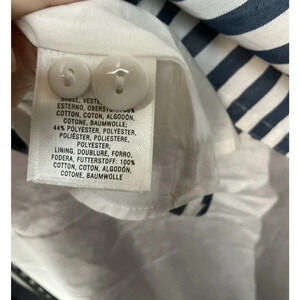 SHELL, VESTE,
ESTERNO, OBERSTOFF: 56%
COTTON, COTON, ALGODÓN,
COTONE, BAUMWOLLE;
44% POLYESTER, POLYESTER,
POLIÉSTER, POLIESTERE,
POLYESTER;
LINING, DOUBLURE, FORRO,
FODERA, FUTTERSTOFF: 100%
COTTON, COTON, ALGODÓN,
COTONE, BAUMWOLLE